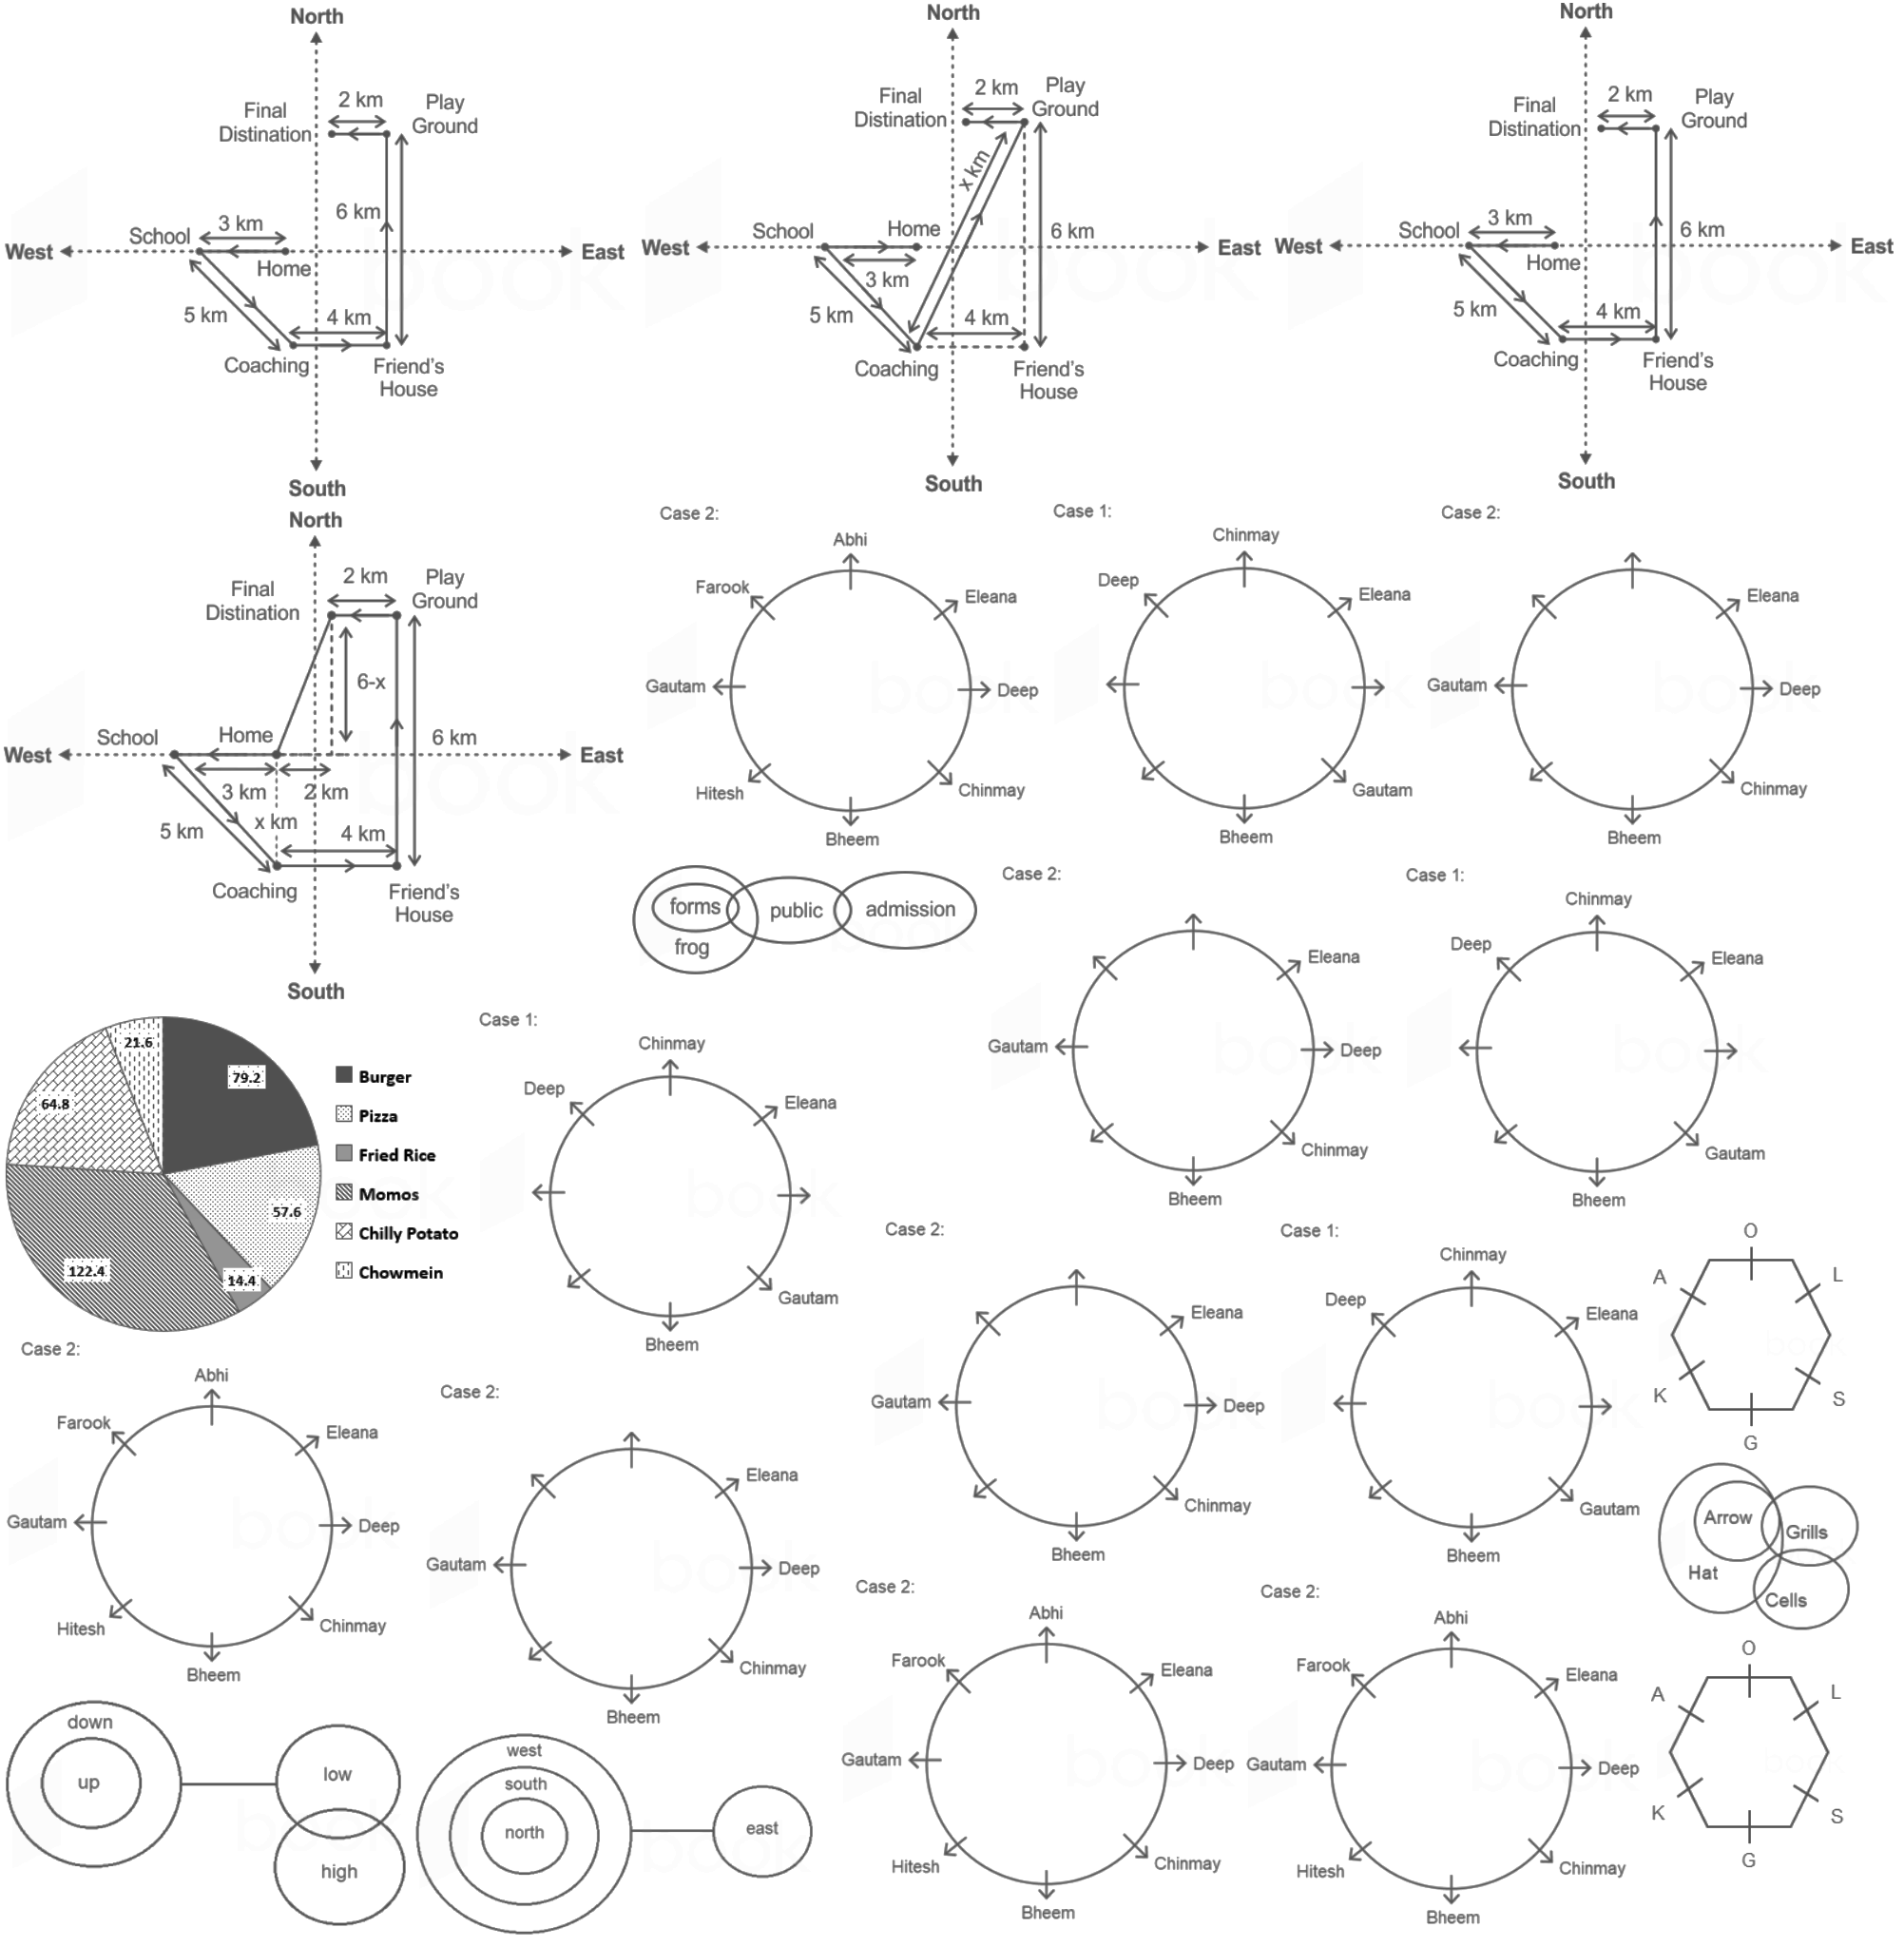 North
2 km
Play
Ground
Final
Distination
6 km
School
3 km
West
Home
East
5 km
4 km
Coaching
Friend's
House
South
North
2 km
Play
Ground
Final
Distination
x km
School
Home
6 km
West
East
3 km
5 km
4 km
Coaching
Friend's
House
South
North
2 km
Play
Ground
Final
Distination
School
3 km
6 km
West
East
Home
5 km
4 km
Coaching
Friend's
House
South
North
2 km
Play
Ground
Final
Distination
6-x
School
Home
6 km
West
East
3 km
2 km
x km
5 km
4 km
Coaching
Friend's
House
South
Case 2:
Abhi
Farook
Eleana
Gautam
Deep
Hitesh
Chinmay
Bheem
Case 1:
Chinmay
Deep
Eleana
Gautam
Bheem
Case 2:
Eleana
Gautam
Deep
Chinmay
Bheem
forms
public
admission
frog
Case 2:
Eleana
Gautam
Deep
Chinmay
Bheem
Case 1:
Chinmay
Deep
Eleana
Gautam
Bheem
21.6
79.2
64.8
57.6
122.4
14.4
Burger
Pizza
Fried Rice
Momos
Chilly Potato
Chowmein
Case 1:
Chinmay
Deep
Eleana
Gautam
Bheem
Case 2:
Eleana
Gautam
Deep
Chinmay
Bheem
Case 1:
Chinmay
Deep
Eleana
Gautam
Bheem
O
A
L
K
S
G
Case 2:
Abhi
Farook
Eleana
Gautam
Deep
Hitesh
Chinmay
Bheem
Case 2:
Eleana
Gautam
Deep
Chinmay
Bheem
Arrow
Grills
Hat
Cells
Case 2:
Abhi
Farook
Eleana
Gautam
Deep
Hitesh
Chinmay
Bheem
Case 2:
Abhi
Farook
Eleana
Gautam
Deep
Hitesh
Chinmay
Bheem
O
A
L
K
S
G
down
up
low
high
west
south
north
east